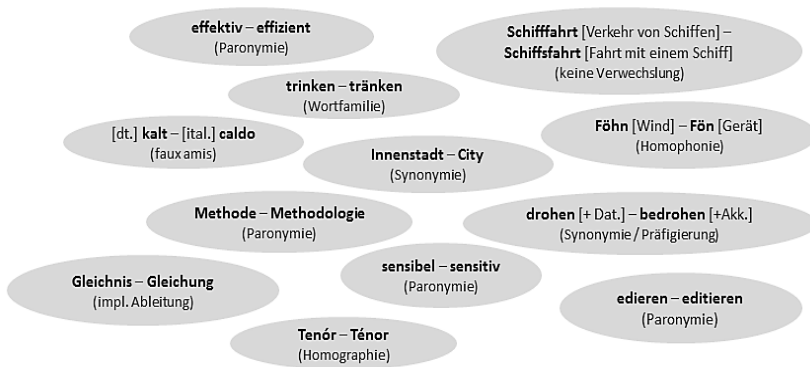 effektiv – effizient
(Paronymie)
Schifffahrt [Verkehr von Schiffen] –
Schiffsfahrt [Fahrt mit einem Schiff]
(keine Verwechslung)
trinken – tränken
(Wortfamilie)
[dt.] kalt – [ital.] caldo
(faux amis)
Föhn [Wind] – Fön [Gerät]
(Homophonie)
Innenstadt – City
(Synonymie)
Methode – Methodologie
(Paronymie)
drohen [+ Dat.] – bedrohen [+Akk.]
(Synonymie / Präfigierung)
sensibel – sensitiv
(Paronymie)
Gleichnis – Gleichung
(impl. Ableitung)
edieren – editieren
(Paronymie)
Tenór – Ténor
(Homographie)